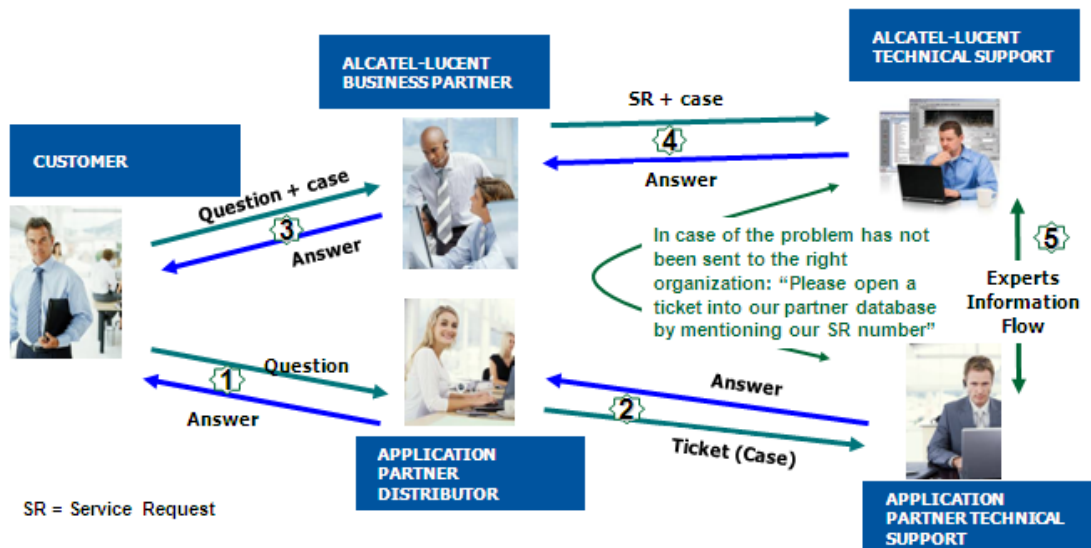 ALCATEL-LUCENT
BUSINESS PARTNER
ALCATEL-LUCENT
TECHNICAL SUPPORT
CUSTOMER
SR + case
4
Answer
Question + case
3
Answer
In case of the problem has not
been sent to the right
organization: “Please open a
ticket into our partner database
by mentioning our SR number”
5
Experts
Information
Flow
Question
1
Answer
Answer
2
Ticket (Case)
APPLICATION
PARTNER
DISTRIBUTOR
APPLICATION
PARTNER TECHNICAL
SUPPORT
SR = Service Request